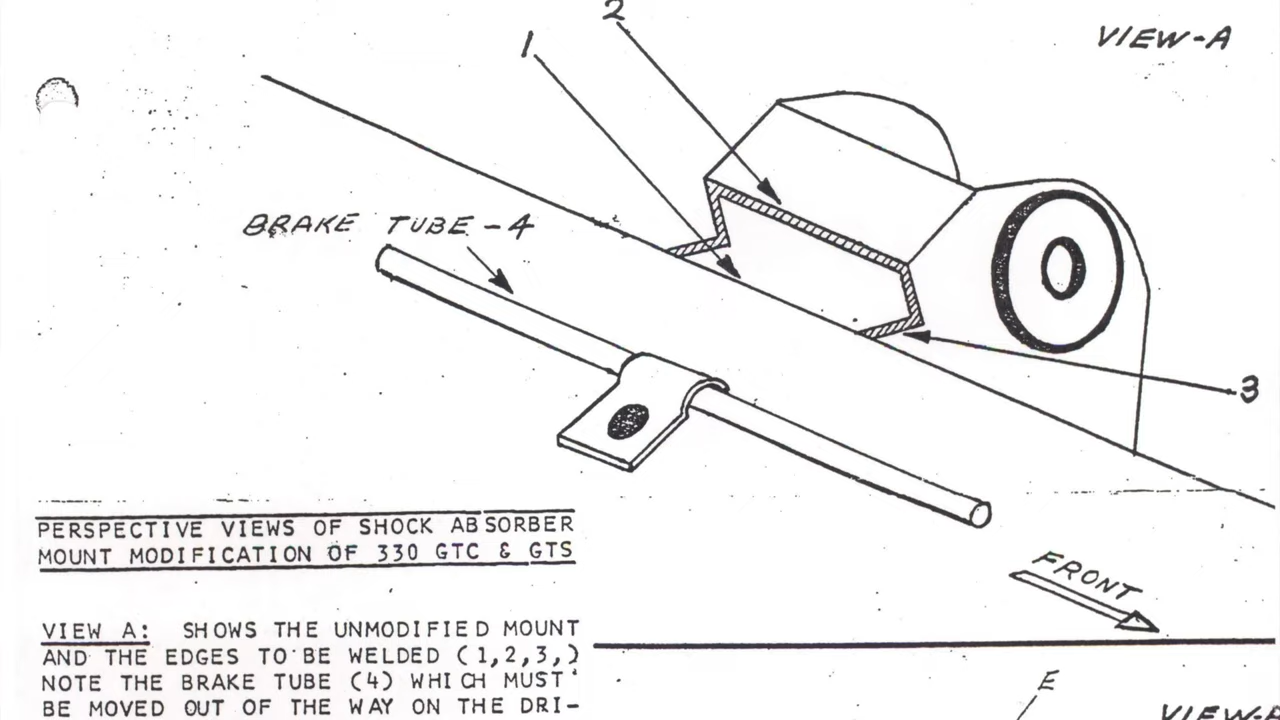 2
1
VIEW-A
BRAKE TUBE-4
3
PERSPECTIVE VIEWS OF SHOCK ABSORBER
MOUNT MODIFICATION OF 330 GTC & GTS
FRONT
VIEW A: SHOWS THE UNMODIFIED MOUNT
AND THE EDGES TO BE WELDED (1,2,3,)
NOTE THE BRAKE TUBE (4) WHICH MUST
BE MOVED OUT OF THE WAY ON THE DRI-
E